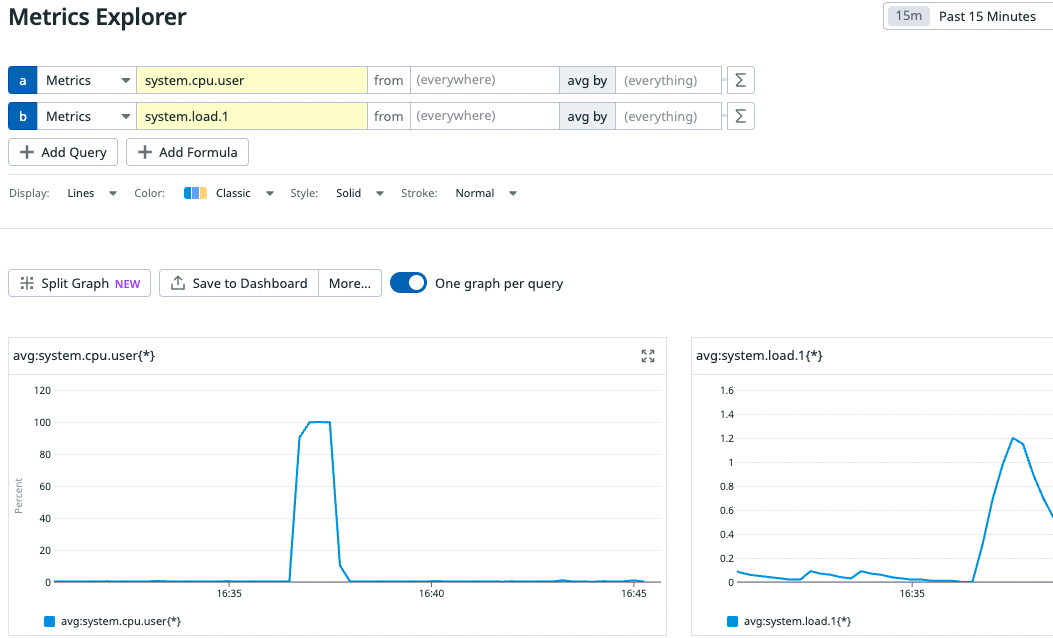 Metrics Explorer
15m Past 15 Minutes
a Metrics system.cpu.user from (everywhere) avg by (everything) Σ
b Metrics system.load.1 from (everywhere) avg by (everything) Σ
+ Add Query + Add Formula
Display: Lines Color: Classic Style: Solid Stroke: Normal
Split Graph NEW Save to Dashboard More... One graph per query
avg:system.cpu.user{*}
120
100
80
60
40
20
0
Percent
16:35 16:40 16:45
avg:system.cpu.user{*}
avg:system.load.1{*}
1.6
1.4
1.2
1
0.8
0.6
0.4
0.2
0
16:35
avg:system.load.1{*}